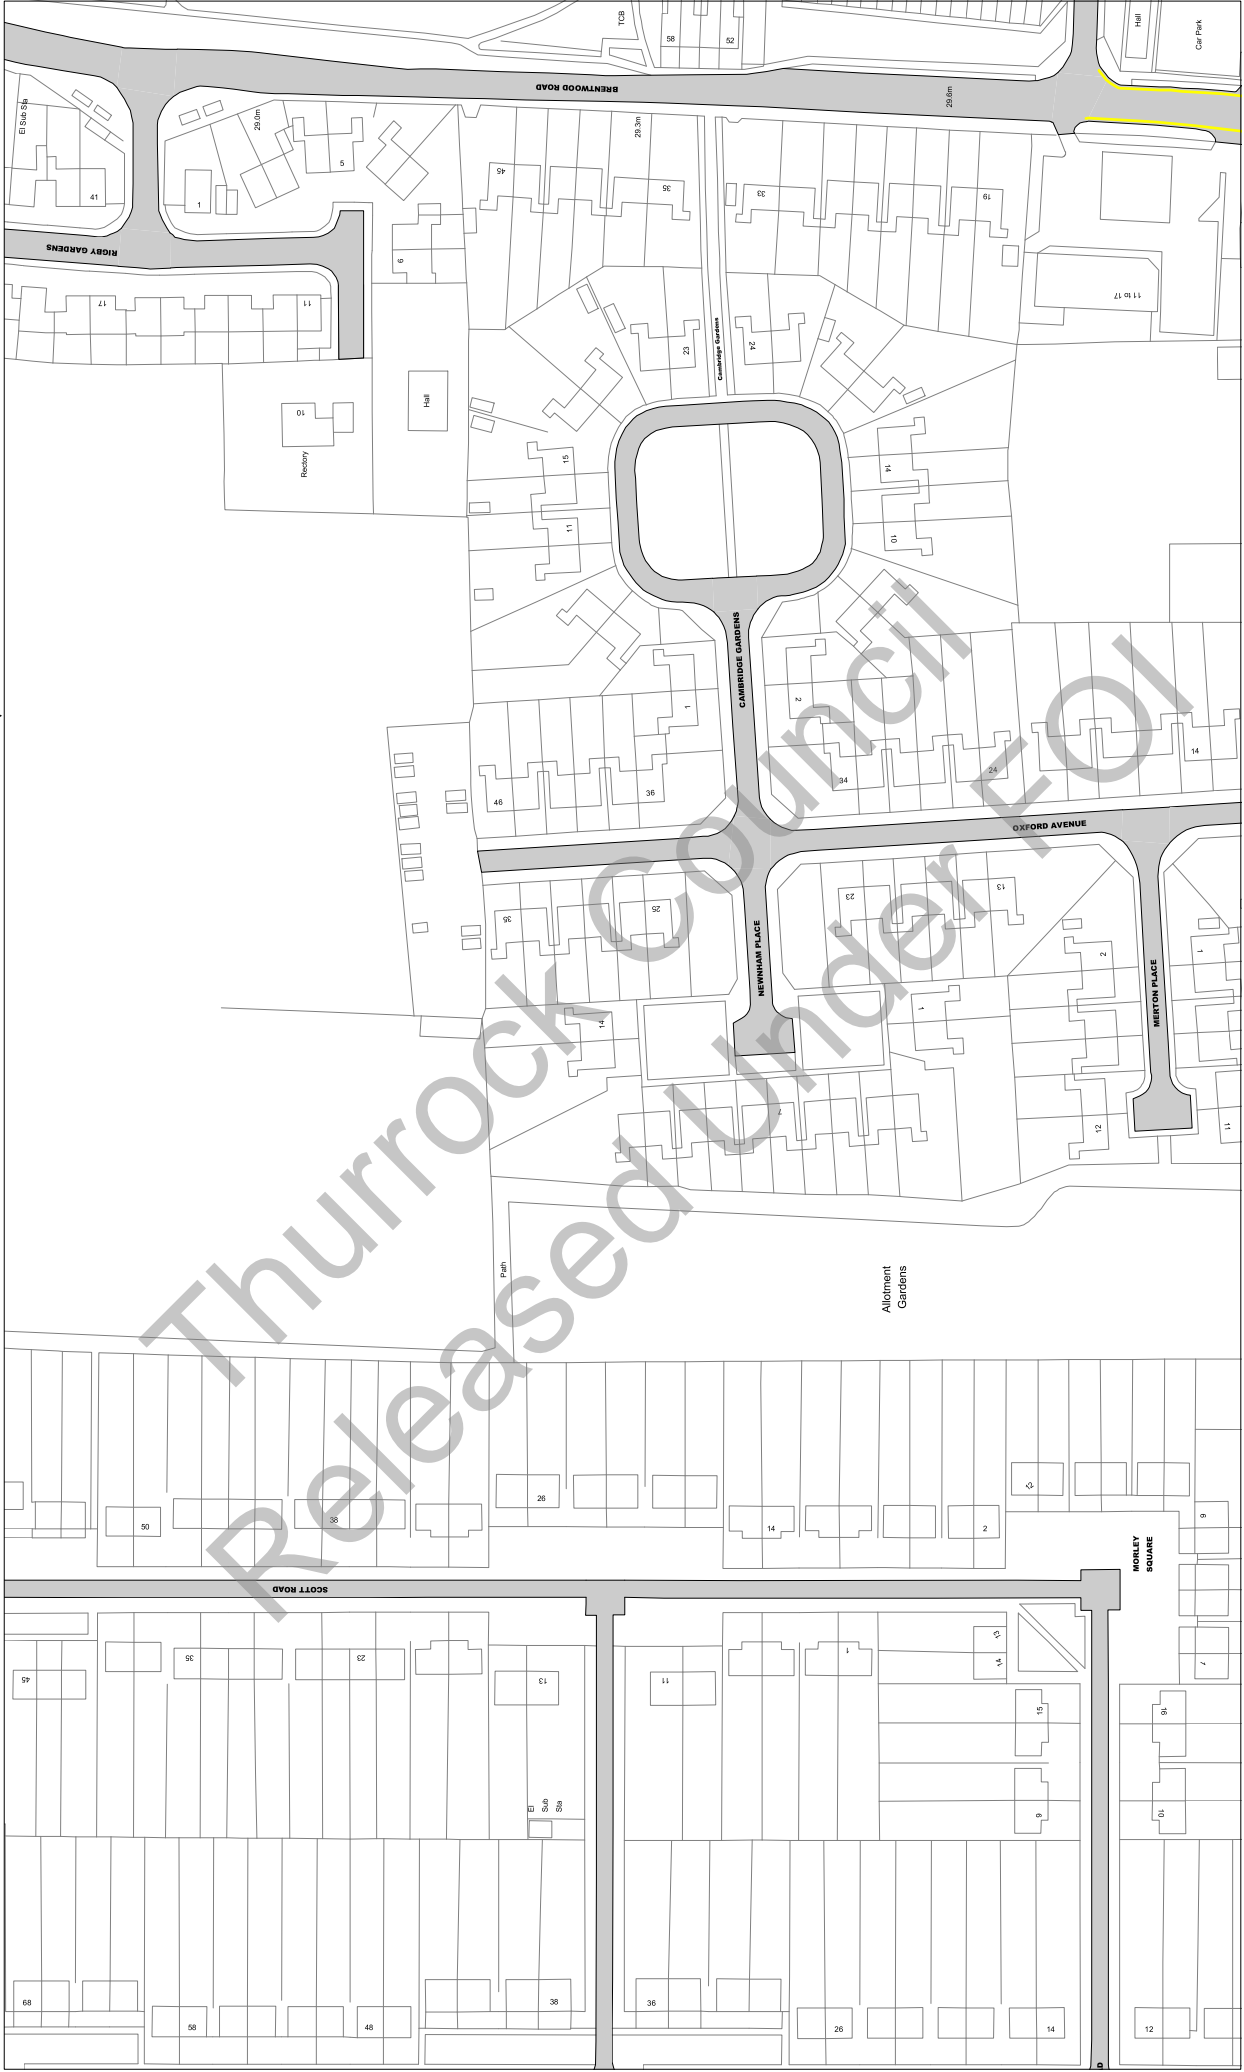 TCB
58
52
Hall
Car Park
El Sub Sta
BRENTWOOD ROAD
29.6m
29.0m
29.3m
5
41
1
45
35
33
19
RIGBY GARDENS
6
17
11
11 to 17
23
Cambridge Gardens
24
Hall
10
Rectory
15
14
11
10
CAMBRIDGE GARDENS
1
2
46
36
34
24
14
OXFORD AVENUE
35
25
23
13
NEWNHAM PLACE
2
1
MERTON PLACE
14
1
7
12
11
Path
Allotment
Gardens
50
38
26
14
2
12
9
MORLEY
SQUARE
SCOTT ROAD
45
35
23
13
11
1
13
14
7
15
16
9
10
El
Sub
Sta
68
58
48
38
36
26
14
12
Thurrock Council
Released Under FOI